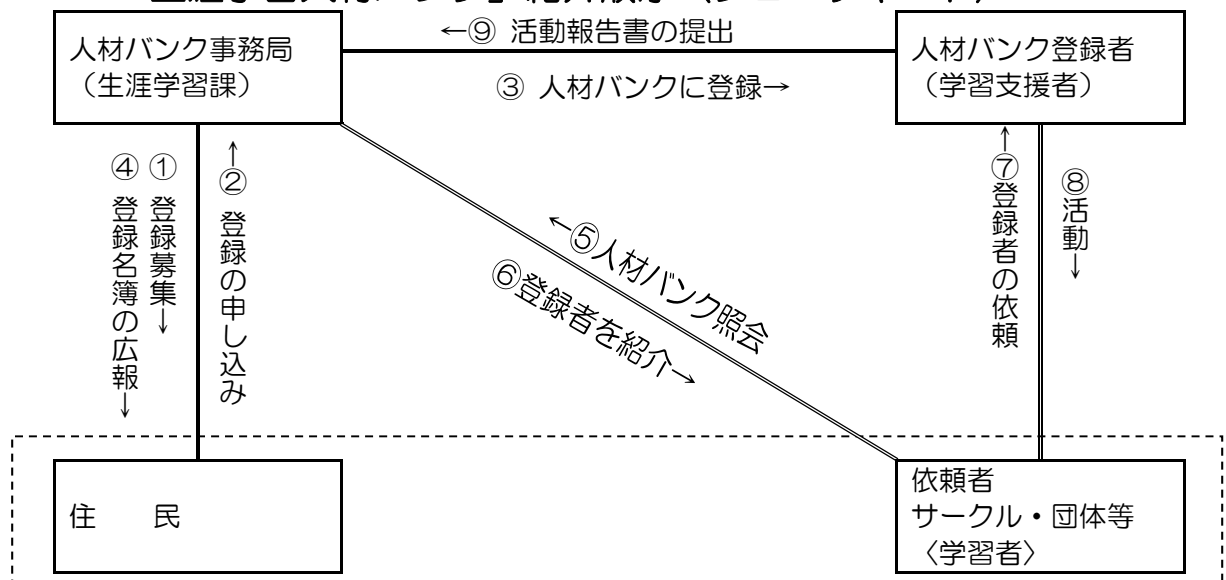 人材バンク事務局
（生涯学習課）
←⑨ 活動報告書の提出
③ 人材バンクに登録→
人材バンク登録者
（学習支援者）
①登録募集→
④ 登録名簿の広報→
←② 登録の申し込み
←⑤人材バンク照会
⑥登録者を紹介→
←⑦登録者の依頼
⑧活動→
住　　民
依頼者
サークル・団体等
〈学習者〉